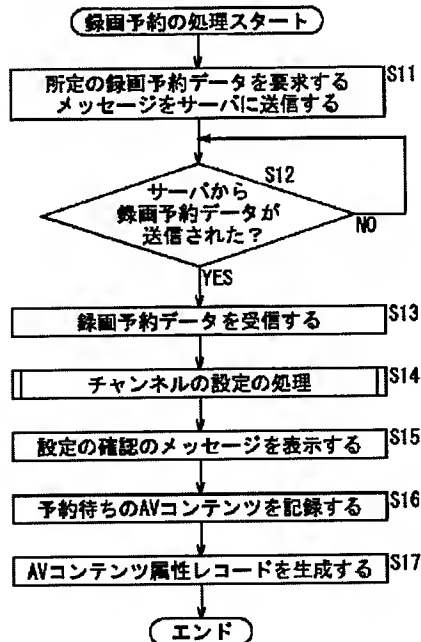 録画予約の処理スタート
所定の録画予約データを要求する
メッセージをサーバに送信する
S11
S12
サーバから
録画予約データが
送信された?
NO
YES
録画予約データを受信する
S13
チャンネルの設定の処理
S14
設定の確認のメッセージを表示する
S15
予約待ちのAVコンテンツを記録する
S16
AVコンテンツ属性レコードを生成する
S17
エンド